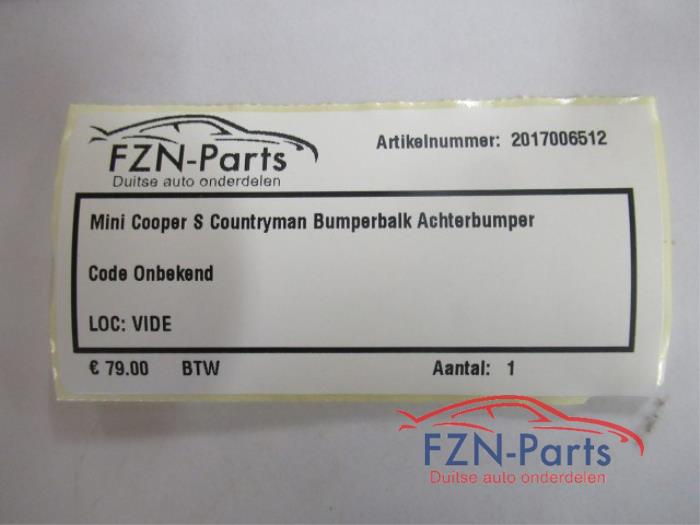 FZN-Parts
Duitse auto onderdelen
Artikelnummer: 2017006512
Mini Cooper S Countryman Bumperbalk Achterbumper
Code Onbekend
LOC: VIDE
€ 79.00 BTW Aantal: 1
FZN-Parts
Duitse auto onderdelen